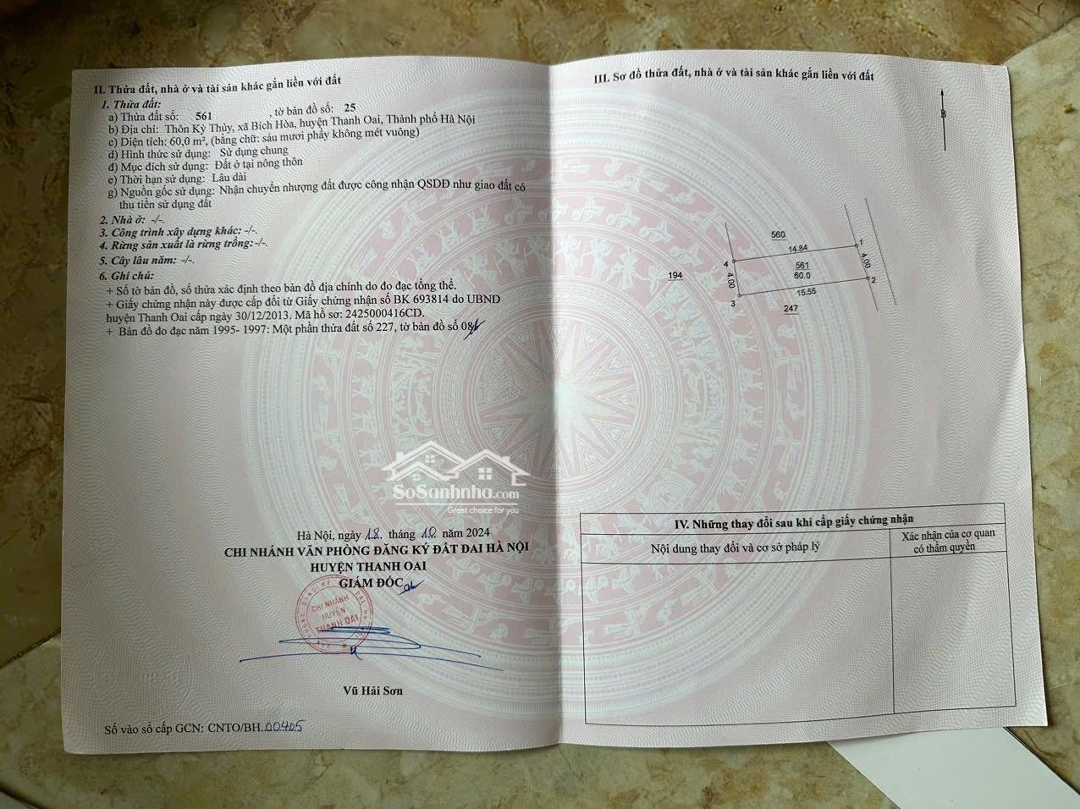 II. Thửa đất, nhà ở và tài sản khác gắn liền với đất
1. Thửa đất:
a) Thửa đất số: 561 , tờ bản đồ số: 25
b) Địa chỉ: Thôn Kỳ Thủy, xã Bích Hòa, huyện Thanh Oai, Thành phố Hà Nội
c) Diện tích: 60,0 m², (bằng chữ: sáu mươi phẩy không mét vuông)
d) Hình thức sử dụng: Sử dụng chung
đ) Mục đích sử dụng: Đất ở tại nông thôn
e) Thời hạn sử dụng: Lâu dài
g) Nguồn gốc sử dụng: Nhận chuyển nhượng đất được công nhận QSDĐ như giao đất có
thu tiền sử dụng đất
2. Nhà ở: -/-
3. Công trình xây dựng khác: -/-.
4. Rừng sản xuất là rừng trồng:-/-.
5. Cây lâu năm: -/-.
6. Ghi chú:
+ Số tờ bản đồ, số thửa xác định theo bản đồ địa chính do đo đạc tổng thể.
+ Giấy chứng nhận này được cấp đổi từ Giấy chứng nhận số BK 693814 do UBND
huyện Thanh Oai cấp ngày 30/12/2013. Mã hồ sơ: 2425000416CD.
+ Bản đồ đo đạc năm 1995- 1997: Một phần thửa đất số 227, tờ bản đồ số 08
SoSanhnha.com
Great choice for you
Hà Nội, ngày 18 tháng 10 năm 2024
CHI NHÁNH VĂN PHÒNG ĐĂNG KÝ ĐẤT ĐAI HÀ NỘI
HUYỆN THANH OAI
GIÁM ĐỐC
CHI NHÁNH
HUYỆN
THANH OAI
Vũ Hải Sơn
Số vào sổ cấp GCN: CNTO/BH.00405
III. Sơ đồ thửa đất, nhà ở và tài sản khác gắn liền với đất
B
560
14.84
1
4
561
4.00
194
4.00
60.0
2
15.55
3
247
IV. Những thay đổi sau khi cấp giấy chứng nhận
Nội dung thay đổi và cơ sở pháp lý
Xác nhận của cơ quan
có thẩm quyền